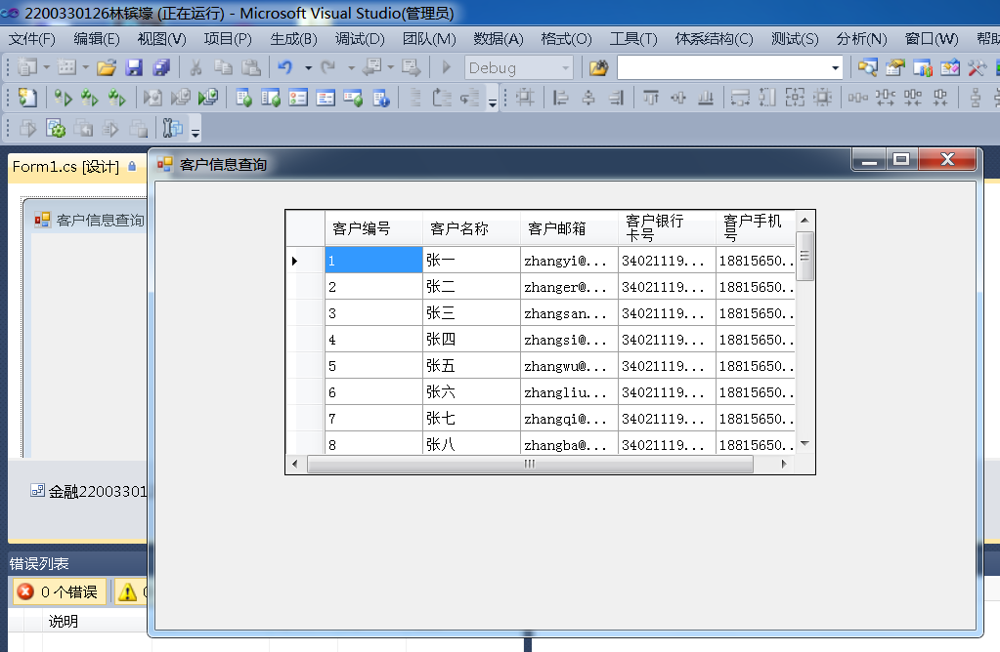 2200330126林镔壕 (正在运行) - Microsoft Visual Studio(管理员)
文件(F) 编辑(E) 视图(V) 项目(P) 生成(B) 调试(D) 团队(M) 数据(A) 格式(O) 工具(T) 体系结构(C) 测试(S) 分析(N) 窗口(W) 帮助
Debug
Form1.cs [设计]
客户信息查询
客户信息查询
客户编号 客户名称 客户邮箱 客户银行卡号 客户手机号
1 张一 zhangyi@... 34021119... 18815650..
2 张二 zhanger@... 34021119... 18815650..
3 张三 zhangsan... 34021119... 18815650..
4 张四 zhangsi@... 34021119... 18815650..
5 张五 zhangwu@... 34021119... 18815650..
6 张六 zhangliu... 34021119... 18815650..
7 张七 zhangqi@... 34021119... 18815650..
8 张八 zhangba@... 34021119... 18815650..
金融22003301
错误列表
0 个错误 0
说明